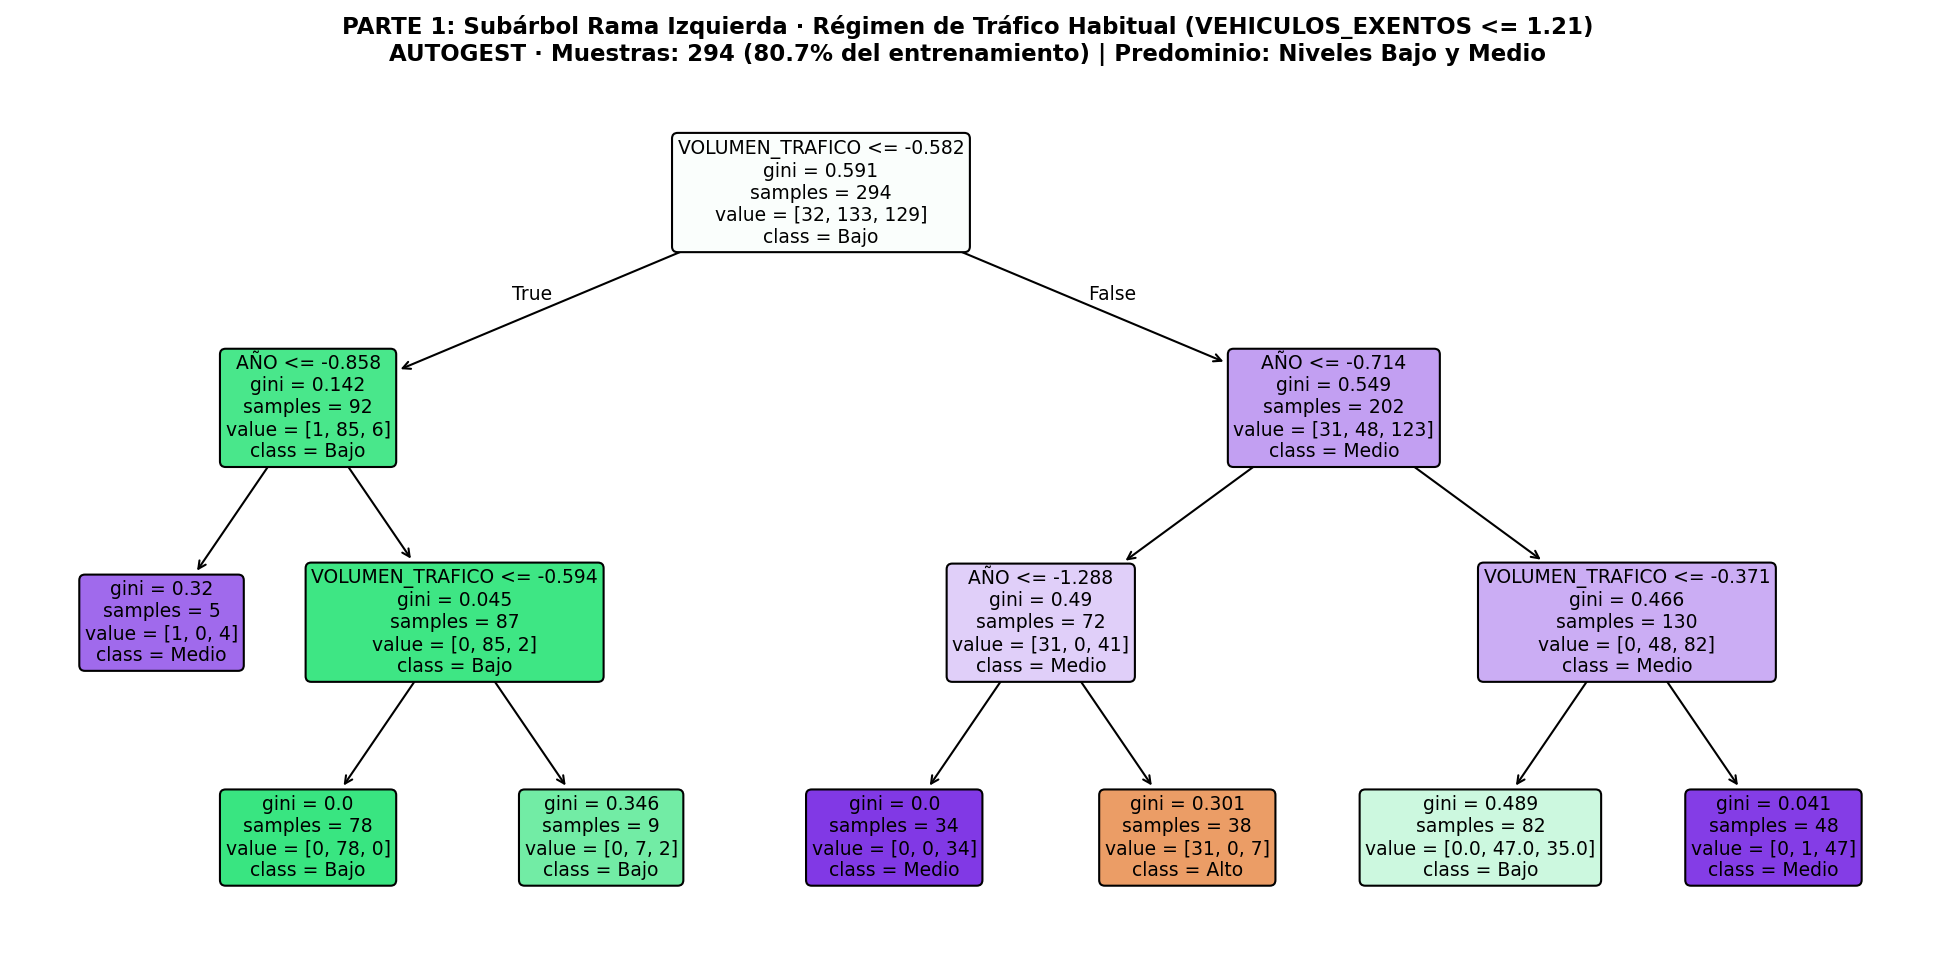 PARTE 1: Subárbol Rama Izquierda · Régimen de Tráfico Habitual (VEHICULOS_EXENTOS <= 1.21)
AUTOGEST · Muestras: 294 (80.7% del entrenamiento) | Predominio: Niveles Bajo y Medio
VOLUMEN_TRAFICO <= -0.582
gini = 0.591
samples = 294
value = [32, 133, 129]
class = Bajo
True
False
AÑO <= -0.858
gini = 0.142
samples = 92
value = [1, 85, 6]
class = Bajo
AÑO <= -0.714
gini = 0.549
samples = 202
value = [31, 48, 123]
class = Medio
gini = 0.32
samples = 5
value = [1, 0, 4]
class = Medio
VOLUMEN_TRAFICO <= -0.594
gini = 0.045
samples = 87
value = [0, 85, 2]
class = Bajo
AÑO <= -1.288
gini = 0.49
samples = 72
value = [31, 0, 41]
class = Medio
VOLUMEN_TRAFICO <= -0.371
gini = 0.466
samples = 130
value = [0, 48, 82]
class = Medio
gini = 0.0
samples = 78
value = [0, 78, 0]
class = Bajo
gini = 0.346
samples = 9
value = [0, 7, 2]
class = Bajo
gini = 0.0
samples = 34
value = [0, 0, 34]
class = Medio
gini = 0.301
samples = 38
value = [31, 0, 7]
class = Alto
gini = 0.489
samples = 82
value = [0.0, 47.0, 35.0]
class = Bajo
gini = 0.041
samples = 48
value = [0, 1, 47]
class = Medio